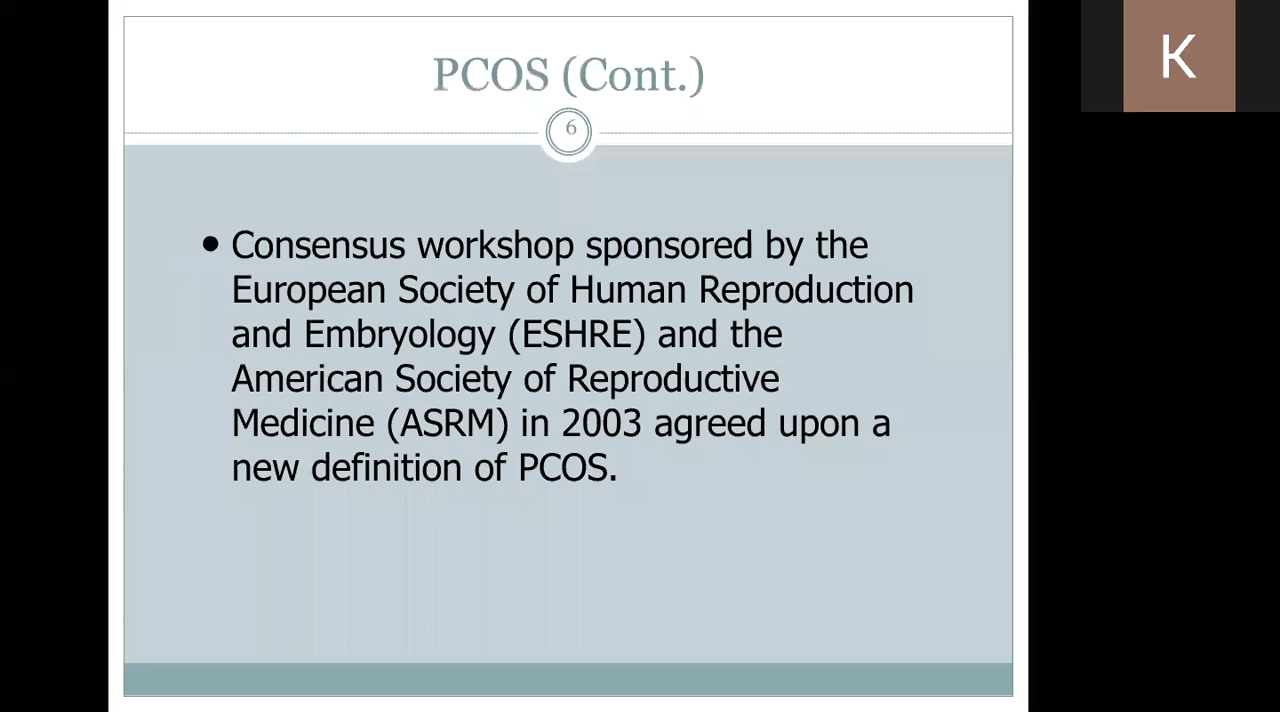 PCOS (Cont.)
6
• Consensus workshop sponsored by the
European Society of Human Reproduction
and Embryology (ESHRE) and the
American Society of Reproductive
Medicine (ASRM) in 2003 agreed upon a
new definition of PCOS.
K